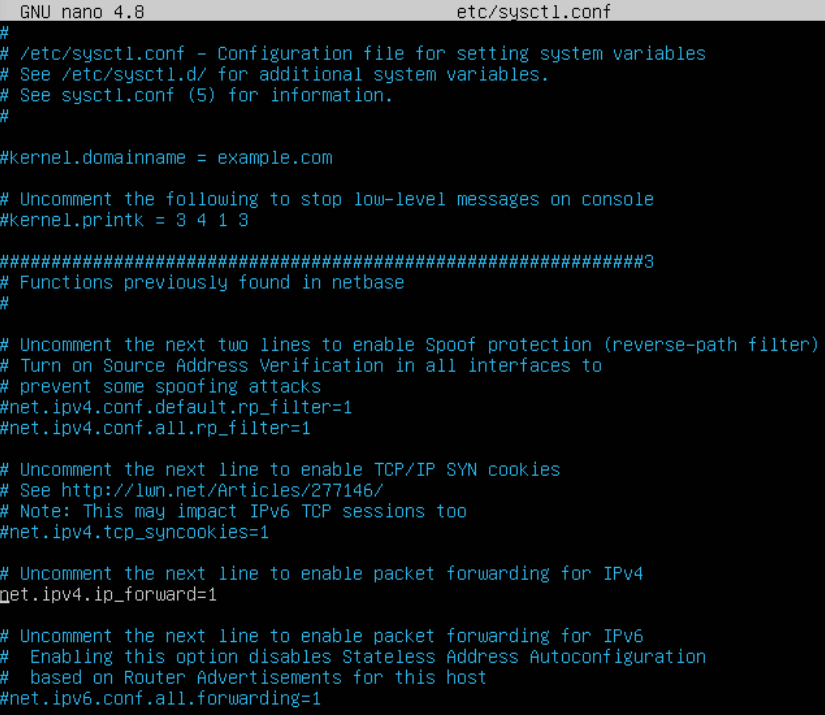 GNU nano 4.8 etc/sysctl.conf
#
# /etc/sysctl.conf - Configuration file for setting system variables
# See /etc/sysctl.d/ for additional system variables.
# See sysctl.conf (5) for information.
#
#kernel.domainname = example.com
# Uncomment the following to stop low-level messages on console
#kernel.printk = 3 4 1 3
##############################################################3
# Functions previously found in netbase
#
# Uncomment the next two lines to enable Spoof protection (reverse-path filter)
# Turn on Source Address Verification in all interfaces to
# prevent some spoofing attacks
#net.ipv4.conf.default.rp_filter=1
#net.ipv4.conf.all.rp_filter=1
# Uncomment the next line to enable TCP/IP SYN cookies
# See http://lwn.net/Articles/277146/
# Note: This may impact IPv6 TCP sessions too
#net.ipv4.tcp_syncookies=1
# Uncomment the next line to enable packet forwarding for IPv4
net.ipv4.ip_forward=1
# Uncomment the next line to enable packet forwarding for IPv6
#  Enabling this option disables Stateless Address Autoconfiguration
#  based on Router Advertisements for this host
#net.ipv6.conf.all.forwarding=1